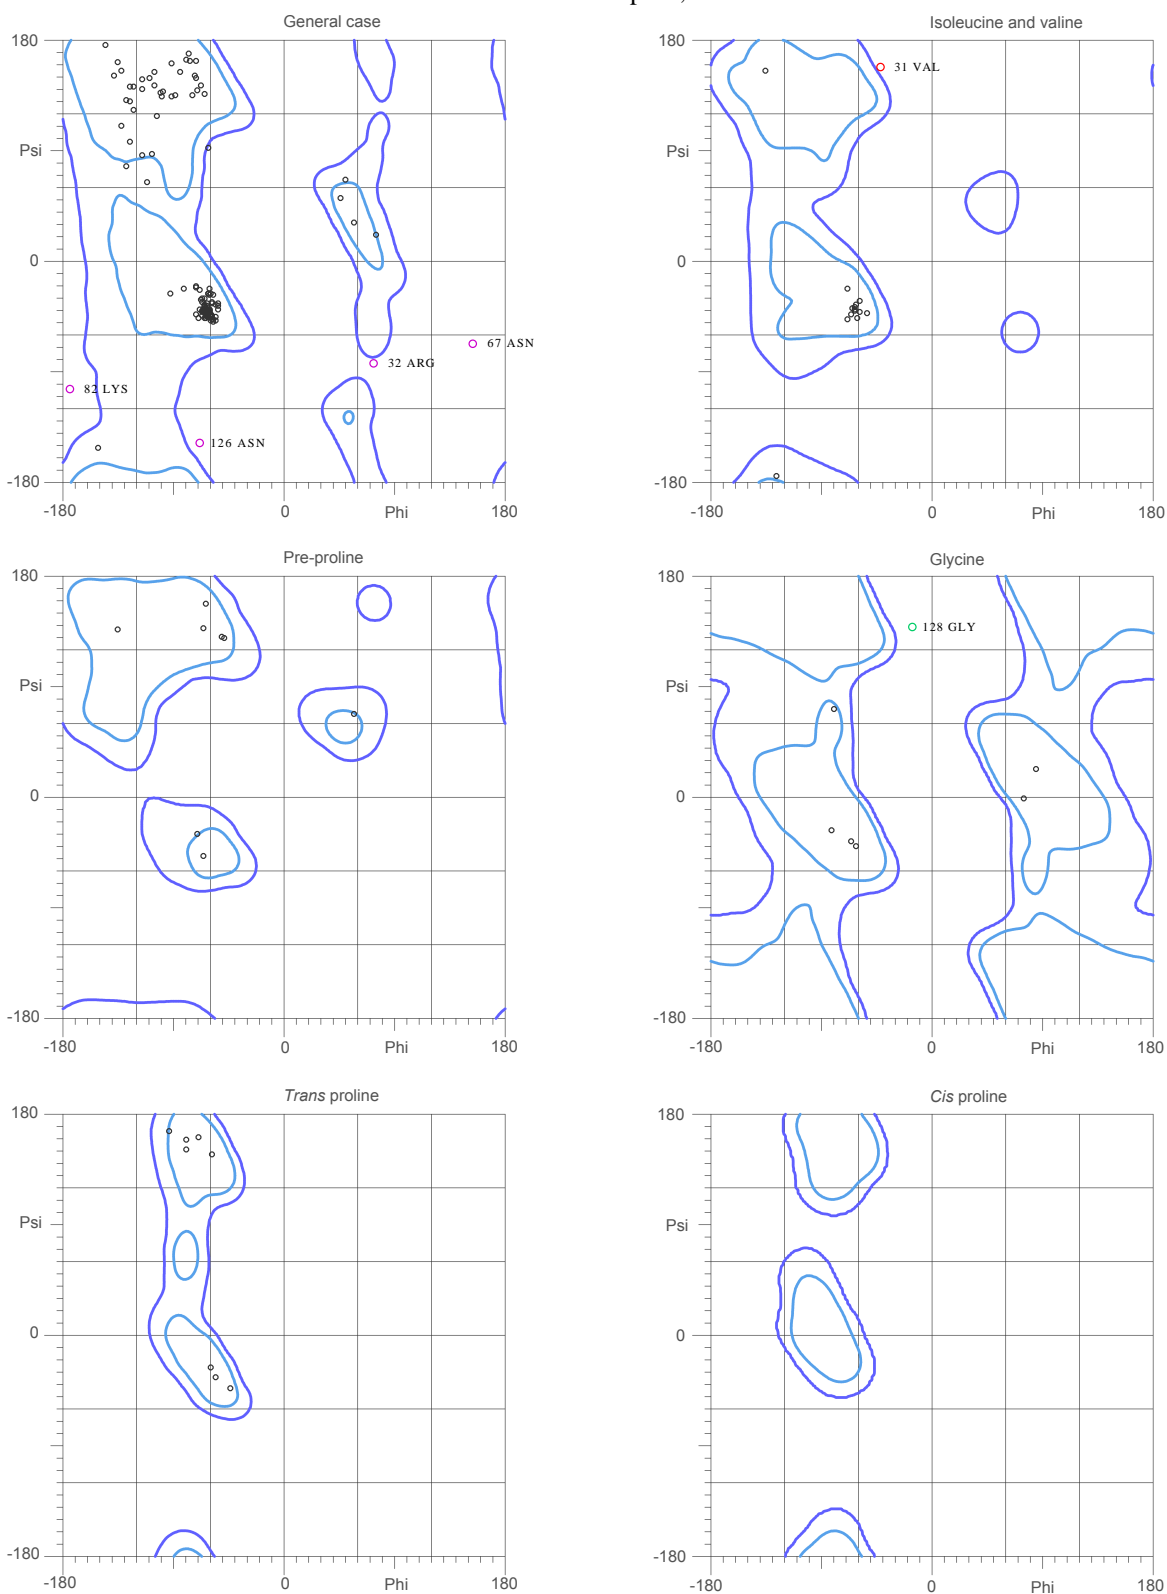 General case
180
Psi
0
-180
-180
0
Phi
180
82 LYS
126 ASN
32 ARG
67 ASN
Isoleucine and valine
180
Psi
0
-180
-180
0
Phi
180
31 VAL
Pre-proline
180
Psi
0
-180
-180
0
Phi
180
Glycine
180
Psi
0
-180
-180
0
Phi
180
128 GLY
Trans proline
180
Psi
0
-180
-180
0
Phi
180
Cis proline
180
Psi
0
-180
-180
0
Phi
180